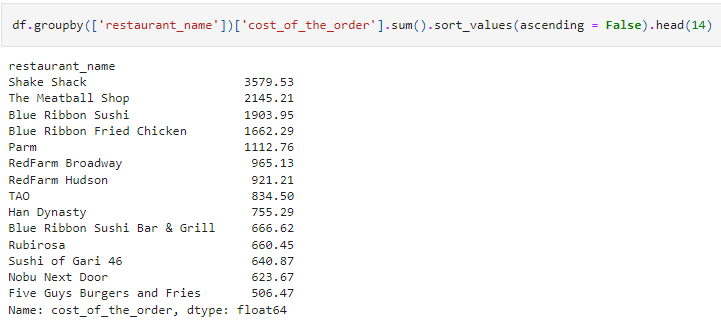 df.groupby(['restaurant_name'])['cost_of_the_order'].sum().sort_values(ascending = False).head(14)
restaurant_name
Shake Shack 3579.53
The Meatball Shop 2145.21
Blue Ribbon Sushi 1903.95
Blue Ribbon Fried Chicken 1662.29
Parm 1112.76
RedFarm Broadway 965.13
RedFarm Hudson 921.21
TAO 834.50
Han Dynasty 755.29
Blue Ribbon Sushi Bar & Grill 666.62
Rubirosa 660.45
Sushi of Gari 46 640.87
Nobu Next Door 623.67
Five Guys Burgers and Fries 506.47
Name: cost_of_the_order, dtype: float64